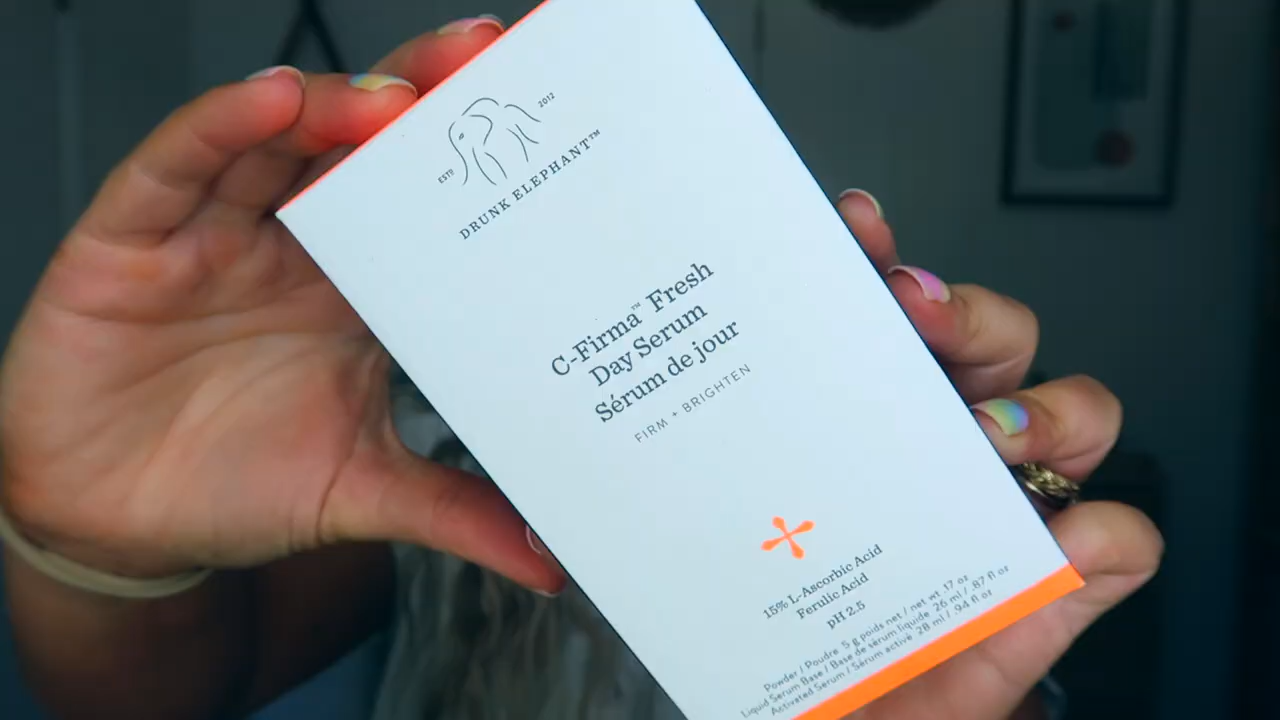 ESTD 2012
DRUNK ELEPHANT™
C-Firma™ Fresh
Day Serum
Sérum de jour
FIRM + BRIGHTEN
15% L-Ascorbic Acid
Ferulic Acid
pH 2.5
Powder / Poudre 5 g poids net / net wt .17 oz
Liquid Serum Base / Base de sérum liquide 26 ml / .87 fl oz
Activated Serum / Sérum activé 28 ml / .94 fl oz